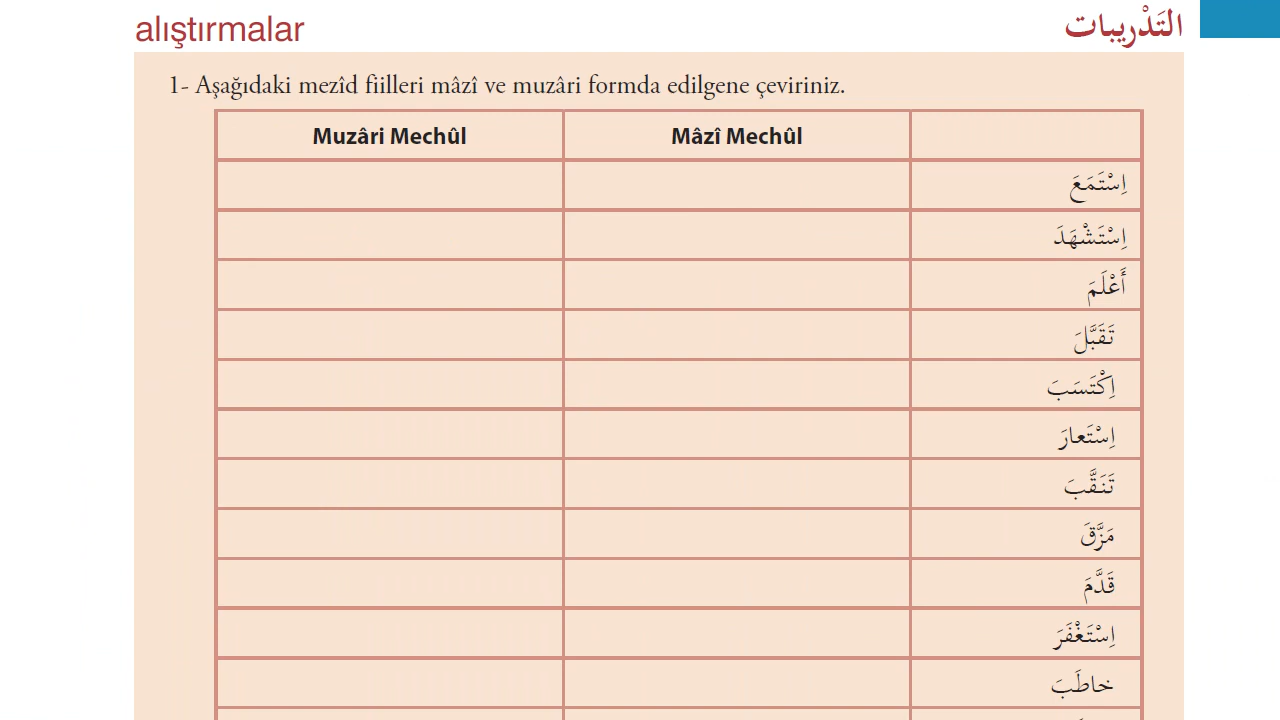 alıştırmalar التَدْريبات
1- Aşağıdaki mezîd fiilleri mâzî ve muzâri formda edilgene çeviriniz.
Muzâri Mechûl Mâzî Mechûl
اِسْتَمَعَ
اِسْتَشْهَدَ
أَعْلَمَ
تَقَبَّلَ
اِكْتَسَبَ
اِسْتَعارَ
تَنَقَّبَ
مَزَّقَ
قَدَّمَ
اِسْتَغْفَرَ
خاطَبَ